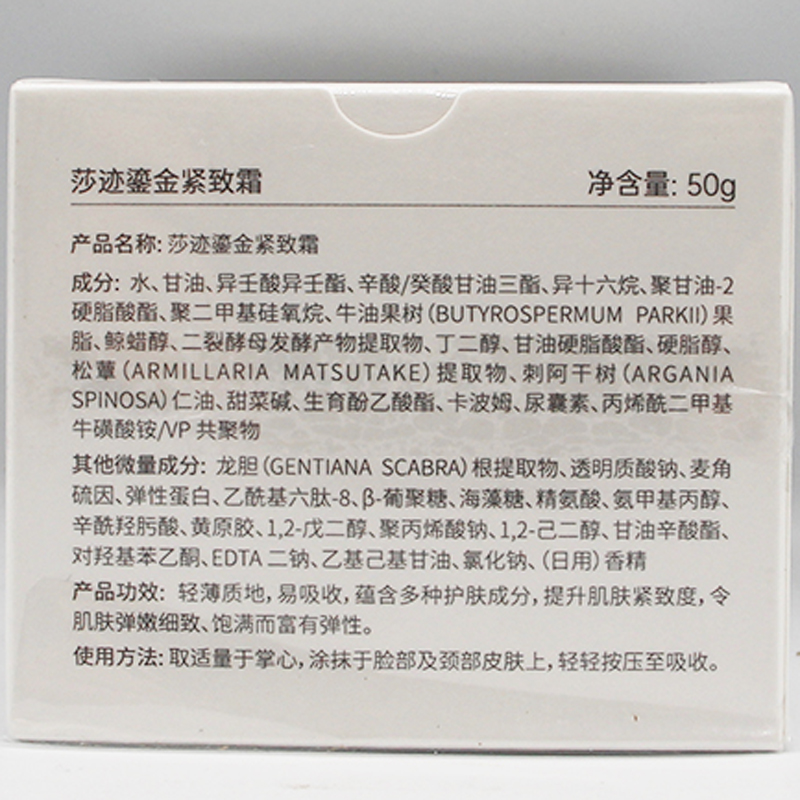 莎迹鎏金紧致霜 净含量: 50g
产品名称: 莎迹鎏金紧致霜
成分: 水、甘油、异壬酸异壬酯、辛酸/癸酸甘油三酯、异十六烷、聚甘油-2
硬脂酸酯、聚二甲基硅氧烷、牛油果树(BUTYROSPERMUM PARKII)果
脂、鲸蜡醇、二裂酵母发酵产物提取物、丁二醇、甘油硬脂酸酯、硬脂醇、
松蕈(ARMILLARIA MATSUTAKE)提取物、刺阿干树(ARGANIA
SPINOSA)仁油、甜菜碱、生育酚乙酸酯、卡波姆、尿囊素、丙烯酰二甲基
牛磺酸铵/VP 共聚物
其他微量成分: 龙胆(GENTIANA SCABRA)根提取物、透明质酸钠、麦角
硫因、弹性蛋白、乙酰基六肽-8、β-葡聚糖、海藻糖、精氨酸、氨甲基丙醇、
辛酰羟肟酸、黄原胶、1,2-戊二醇、聚丙烯酸钠、1,2-己二醇、甘油辛酸酯、
对羟基苯乙酮、EDTA 二钠、乙基己基甘油、氯化钠、(日用)香精
产品功效: 轻薄质地,易吸收,蕴含多种护肤成分,提升肌肤紧致度,令
肌肤弹嫩细致、饱满而富有弹性。
使用方法: 取适量于掌心,涂抹于脸部及颈部皮肤上,轻轻按压至吸收。